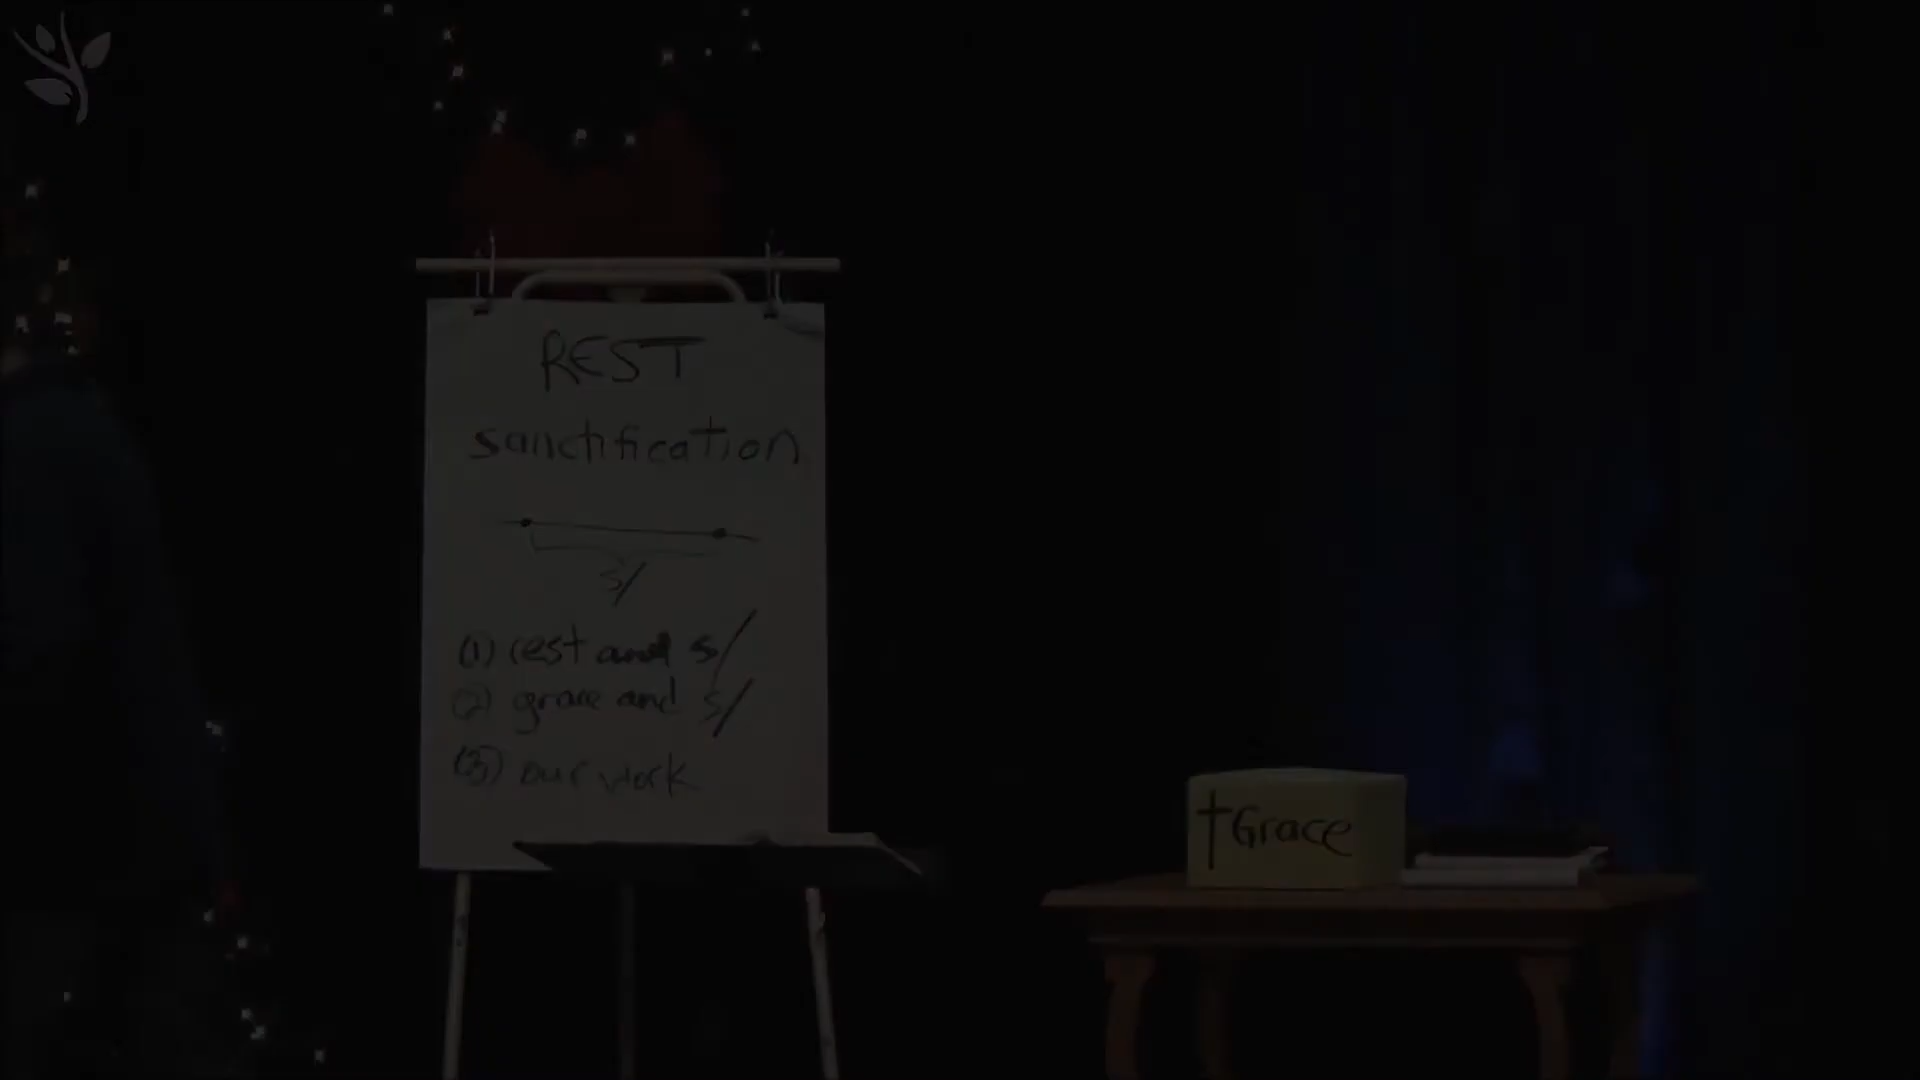 REST
sanctification
s/
(1) rest and s/
(2) grace and s/
(3) our work
†Grace